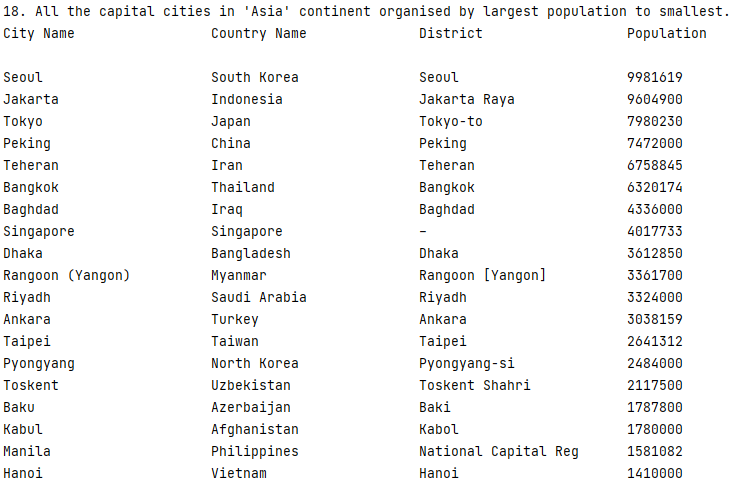 18. All the capital cities in 'Asia' continent organised by largest population to smallest.
City Name Country Name District Population
Seoul South Korea Seoul 9981619
Jakarta Indonesia Jakarta Raya 9604900
Tokyo Japan Tokyo-to 7980230
Peking China Peking 7472000
Teheran Iran Teheran 6758845
Bangkok Thailand Bangkok 6320174
Baghdad Iraq Baghdad 4336000
Singapore Singapore – 4017733
Dhaka Bangladesh Dhaka 3612850
Rangoon (Yangon) Myanmar Rangoon [Yangon] 3361700
Riyadh Saudi Arabia Riyadh 3324000
Ankara Turkey Ankara 3038159
Taipei Taiwan Taipei 2641312
Pyongyang North Korea Pyongyang-si 2484000
Toskent Uzbekistan Toskent Shahri 2117500
Baku Azerbaijan Baki 1787800
Kabul Afghanistan Kabol 1780000
Manila Philippines National Capital Reg 1581082
Hanoi Vietnam Hanoi 1410000